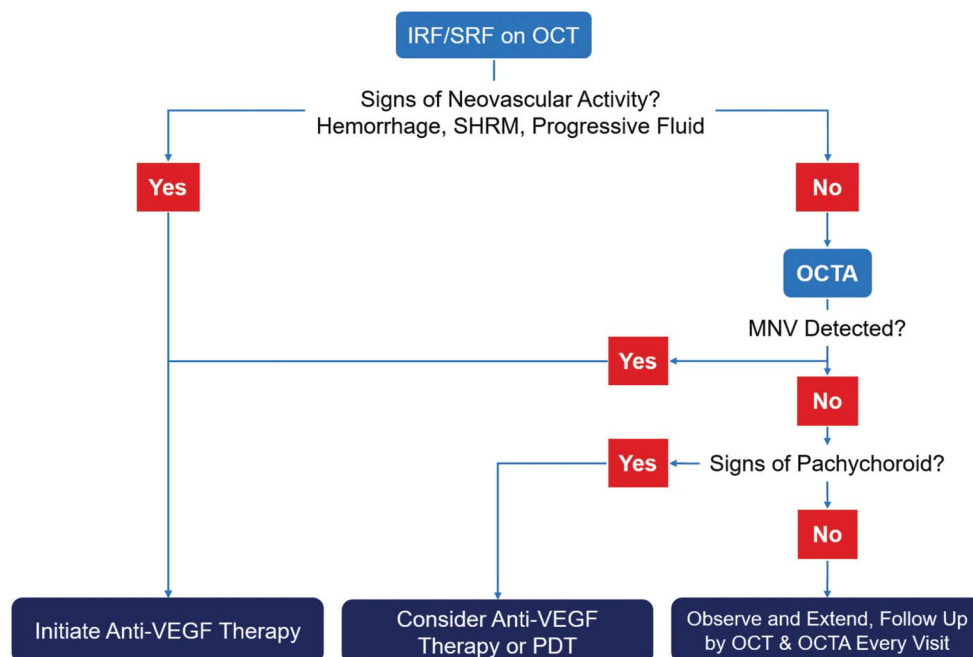 IRF/SRF on OCT
Signs of Neovascular Activity?
Hemorrhage, SHRM, Progressive Fluid
Yes
No
OCTA
MNV Detected?
Yes
No
Yes
Signs of Pachychoroid?
No
Initiate Anti-VEGF Therapy
Consider Anti-VEGF
Therapy or PDT
Observe and Extend, Follow Up
by OCT & OCTA Every Visit